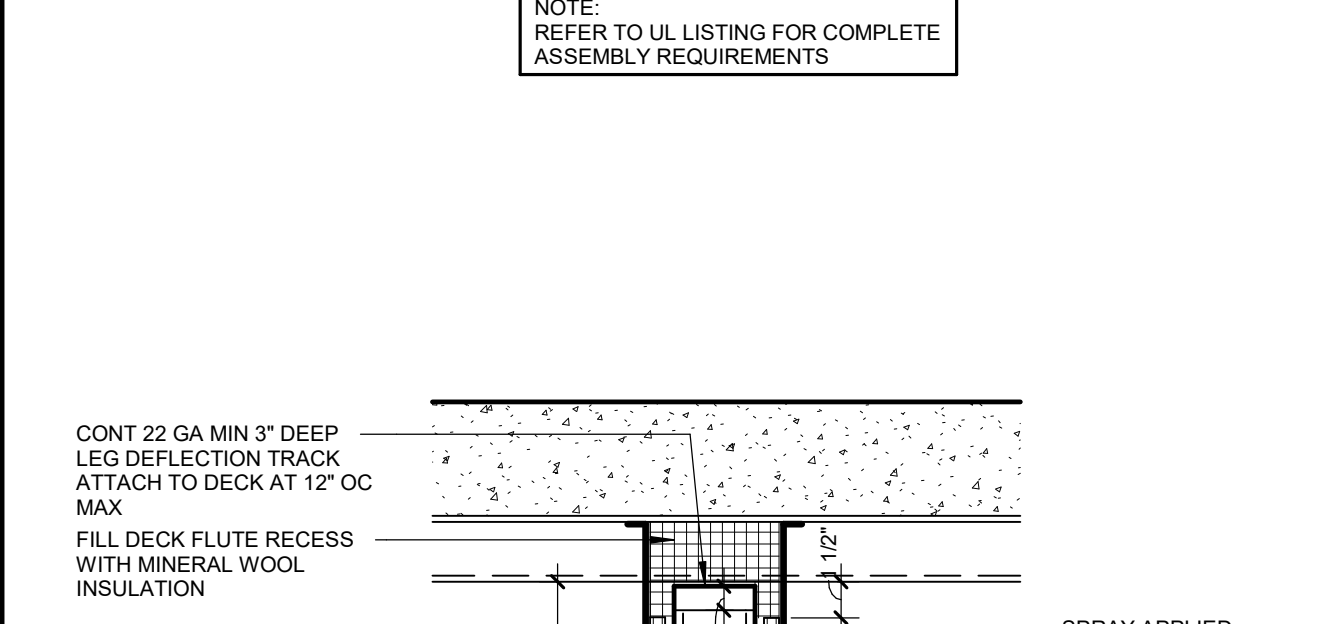 NOTE:
REFER TO UL LISTING FOR COMPLETE
ASSEMBLY REQUIREMENTS
CONT 22 GA MIN 3" DEEP
LEG DEFLECTION TRACK
ATTACH TO DECK AT 12" OC
MAX
FILL DECK FLUTE RECESS
WITH MINERAL WOOL
INSULATION
1/2"
SPRAY APPLIED